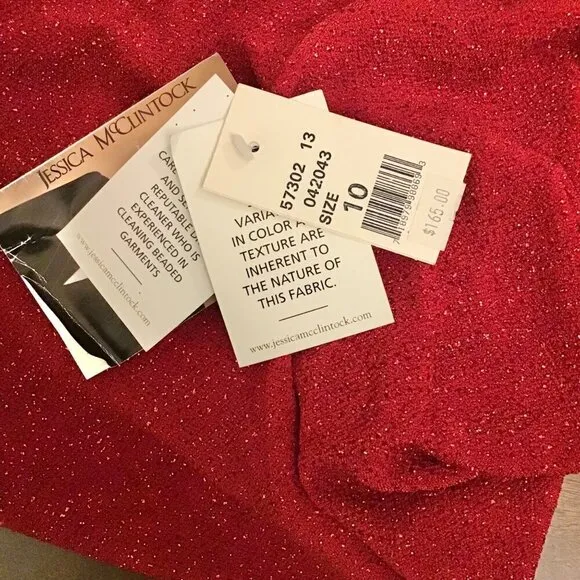 JESSICA MCCLINTOCK
CARE
AND SE
REPUTABLE D
CLEANER WHO IS
EXPERIENCED IN
CLEANING BEADED
GARMENTS
www.jessicamcclintock.com
VARIA
IN COLOR A
TEXTURE ARE
INHERENT TO
THE NATURE OF
THIS FABRIC.
www.jessicamcclintock.com
57302 13
042043
SIZE 10
$165.00